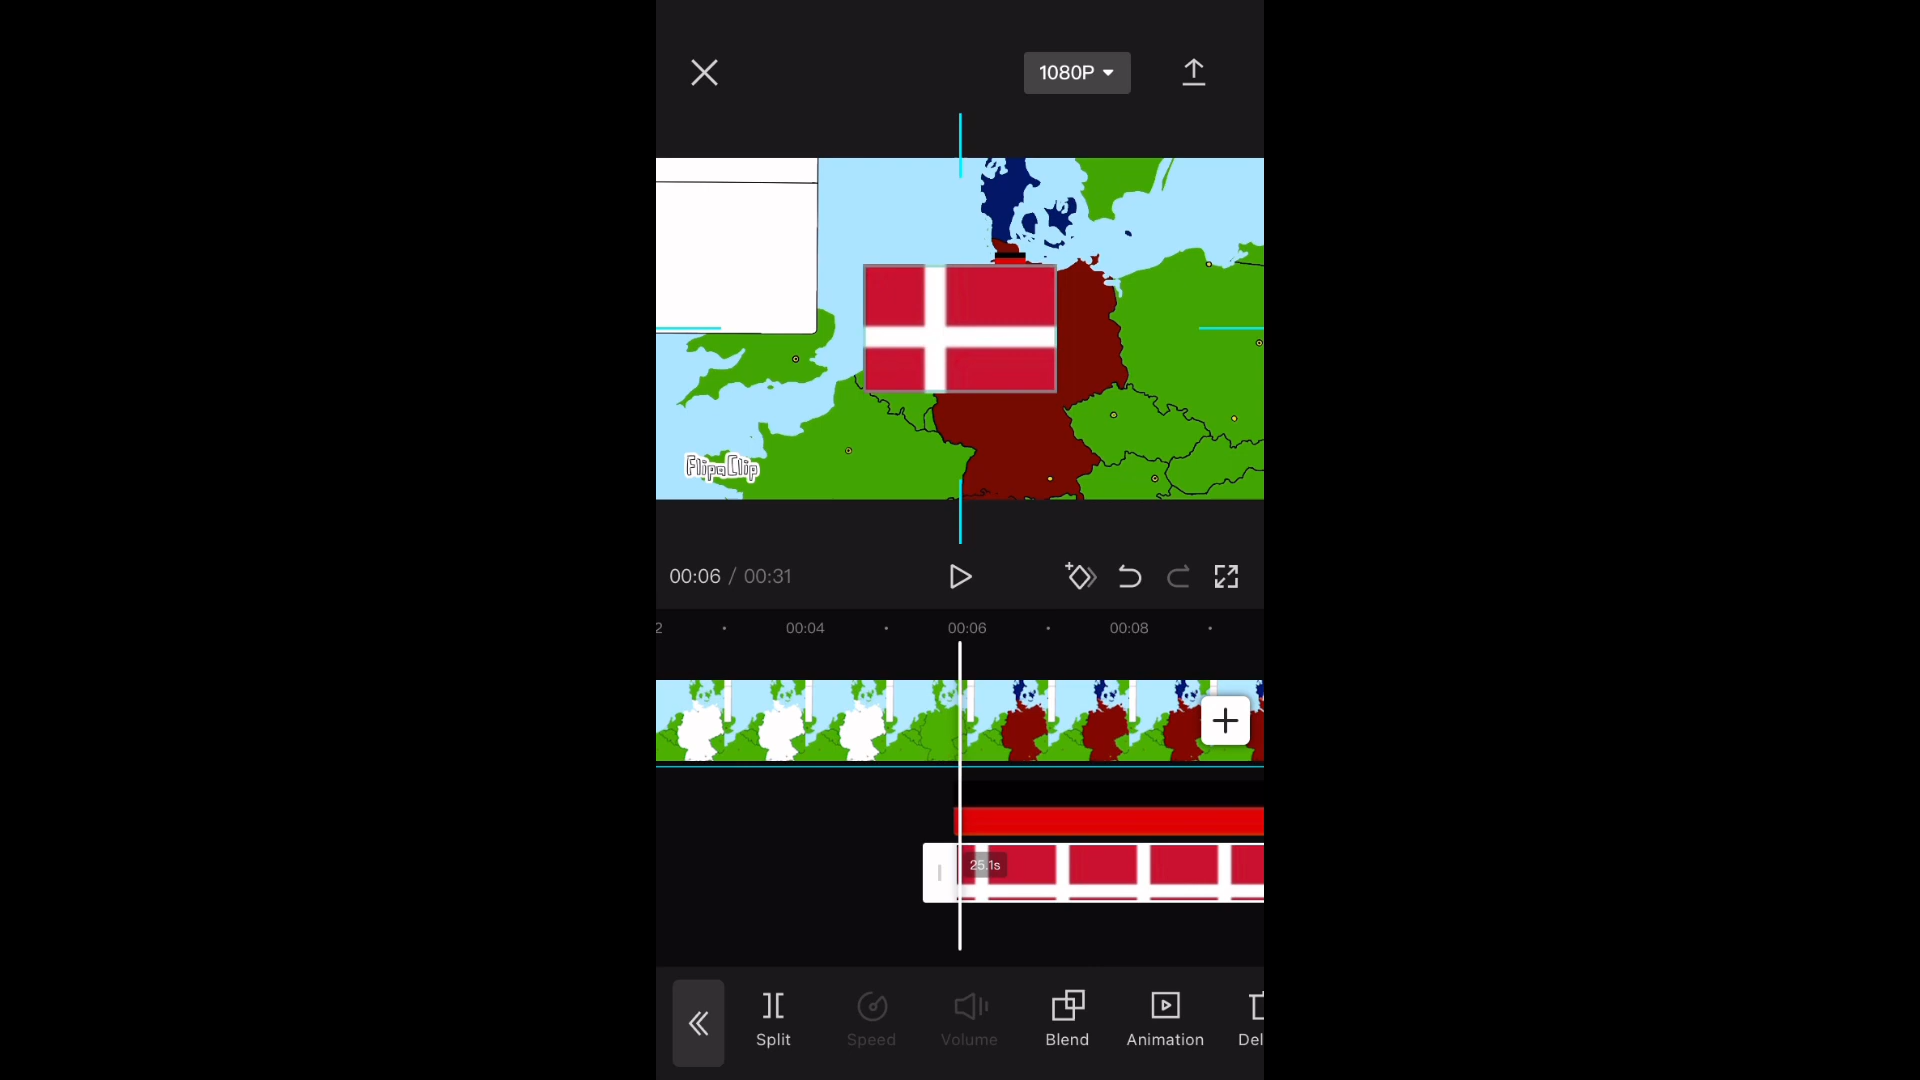 1080P
FlipaClip
00:06 / 00:31
2
00:04
00:06
00:08
25.1s
Split
Speed
Volume
Blend
Animation
Del